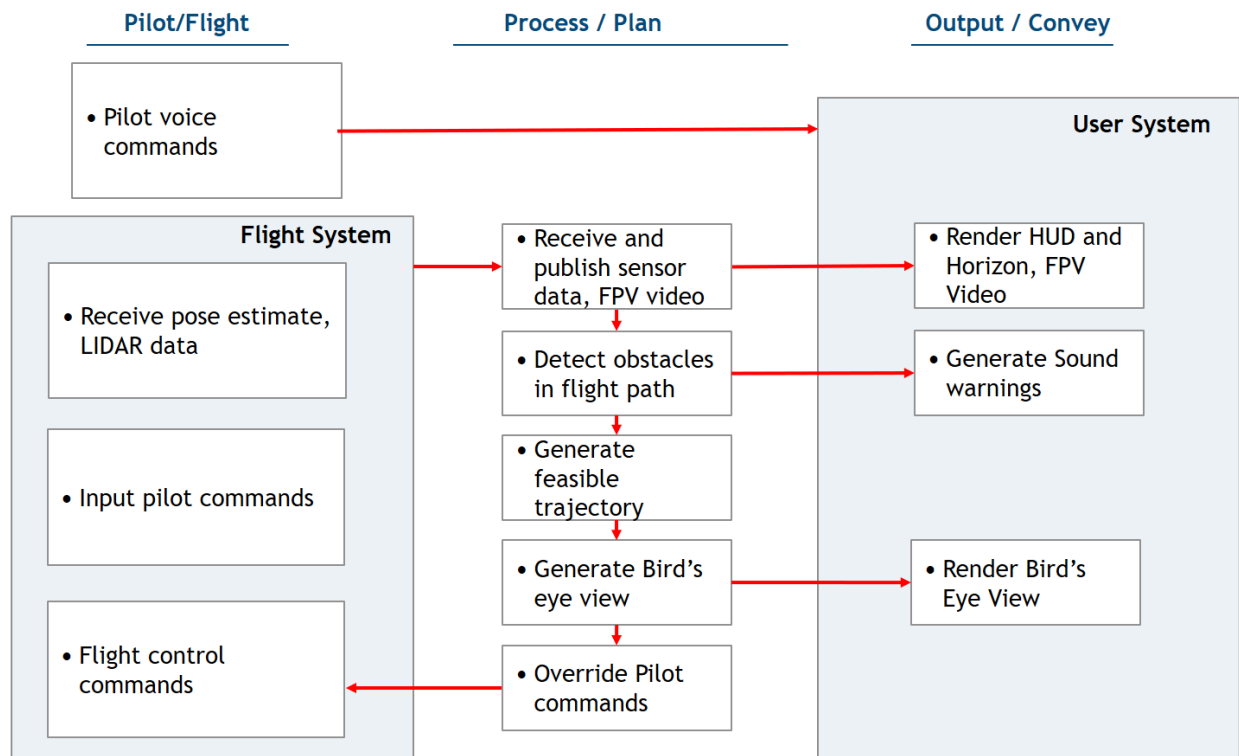 Pilot/Flight
Process / Plan
Output / Convey
• Pilot voice
commands
User System
Flight System
• Receive pose estimate,
LIDAR data
• Input pilot commands
• Flight control
commands
• Receive and
publish sensor
data, FPV video
• Detect obstacles
in flight path
• Generate
feasible
trajectory
• Generate Bird’s
eye view
• Override Pilot
commands
• Render HUD and
Horizon, FPV
Video
• Generate Sound
warnings
• Render Bird’s
Eye View